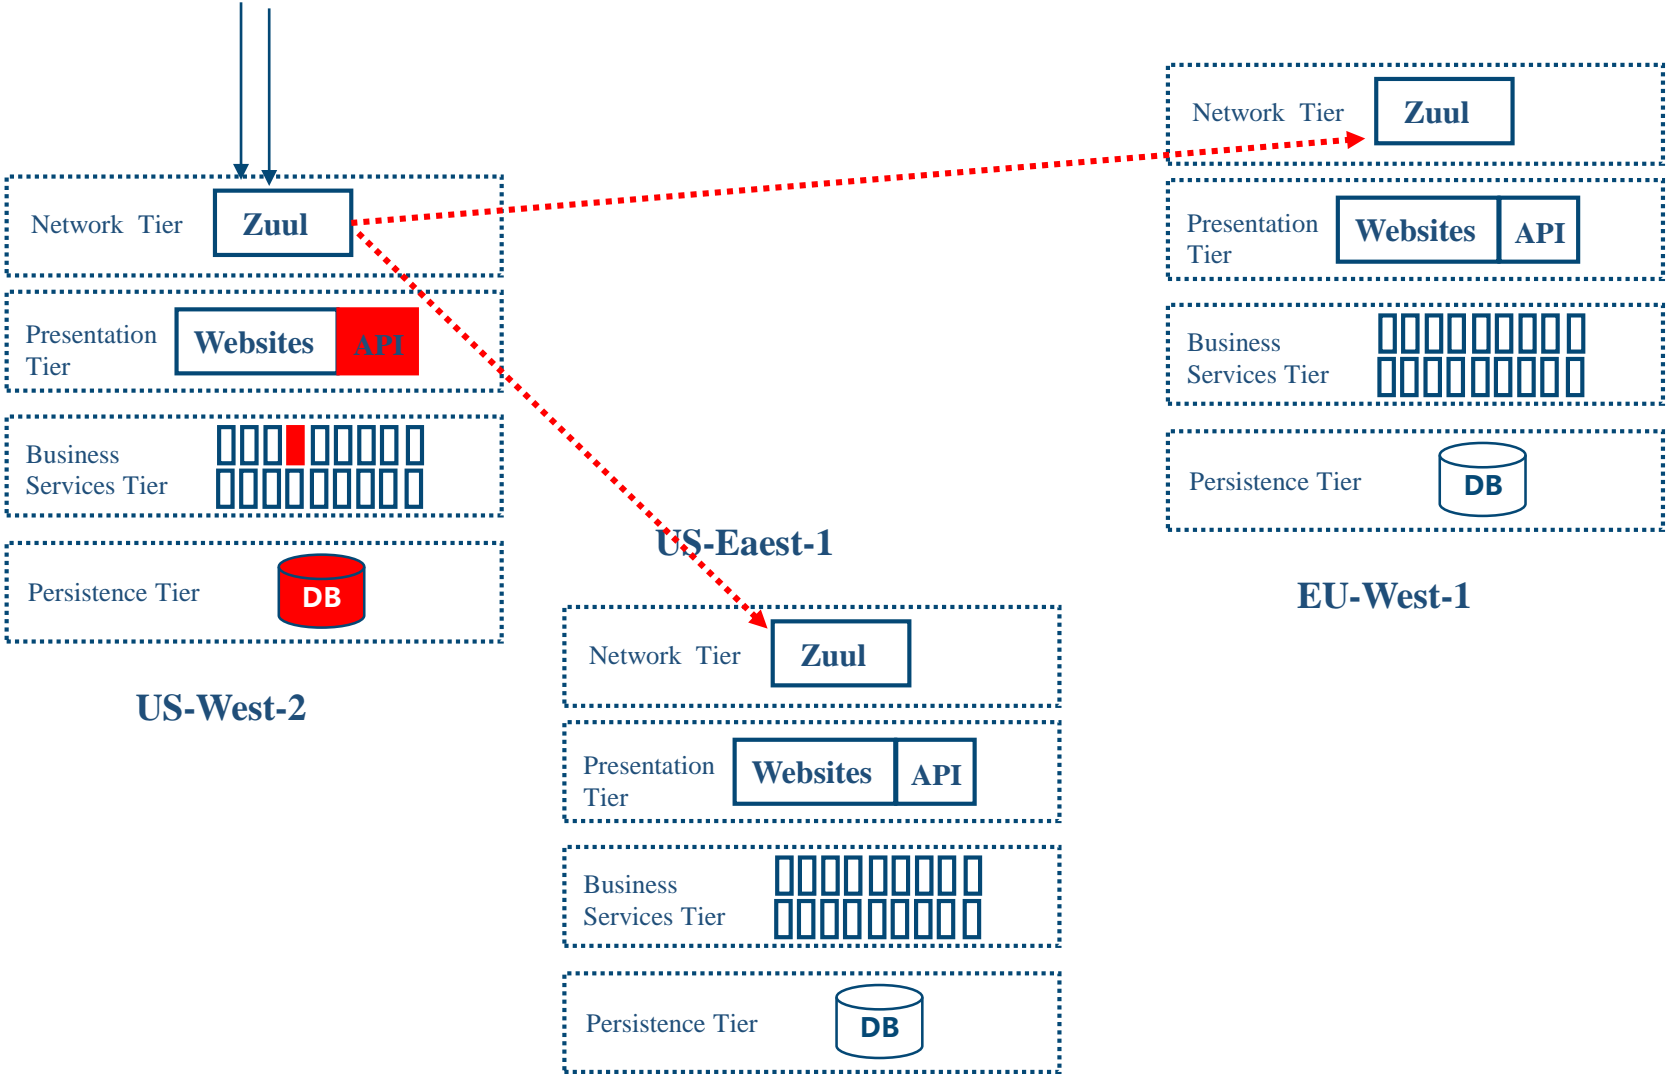 Network Tier
Zuul
Presentation
Tier
Websites
API
Business
Services Tier
Persistence Tier
DB
US-West-2
US-Eaest-1
Network Tier
Zuul
Presentation
Tier
Websites
API
Business
Services Tier
Persistence Tier
DB
Network Tier
Zuul
Presentation
Tier
Websites
API
Business
Services Tier
Persistence Tier
DB
EU-West-1